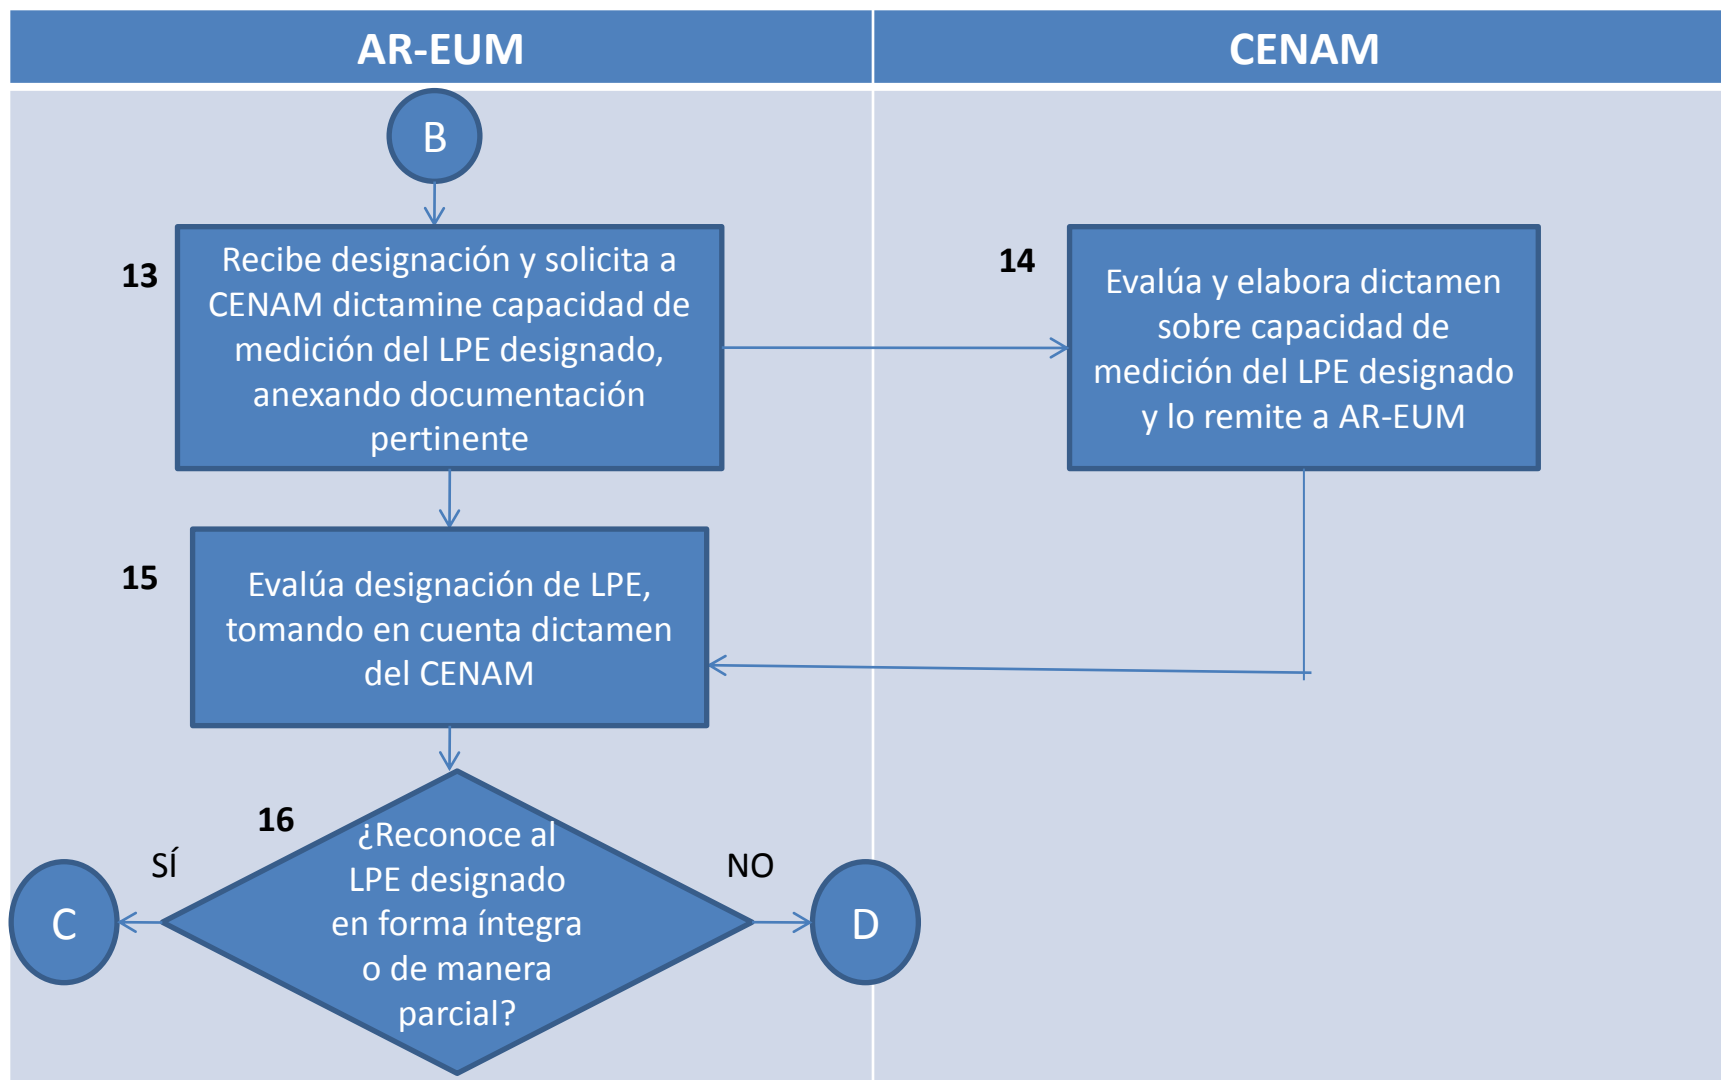 AR-EUM
CENAM
B
13
Recibe designación y solicita a
CENAM dictamine capacidad de
medición del LPE designado,
anexando documentación
pertinente
14
Evalúa y elabora dictamen
sobre capacidad de
medición del LPE designado
y lo remite a AR-EUM
15
Evalúa designación de LPE,
tomando en cuenta dictamen
del CENAM
16
¿Reconoce al
LPE designado
en forma íntegra
o de manera
parcial?
SÍ
NO
C
D